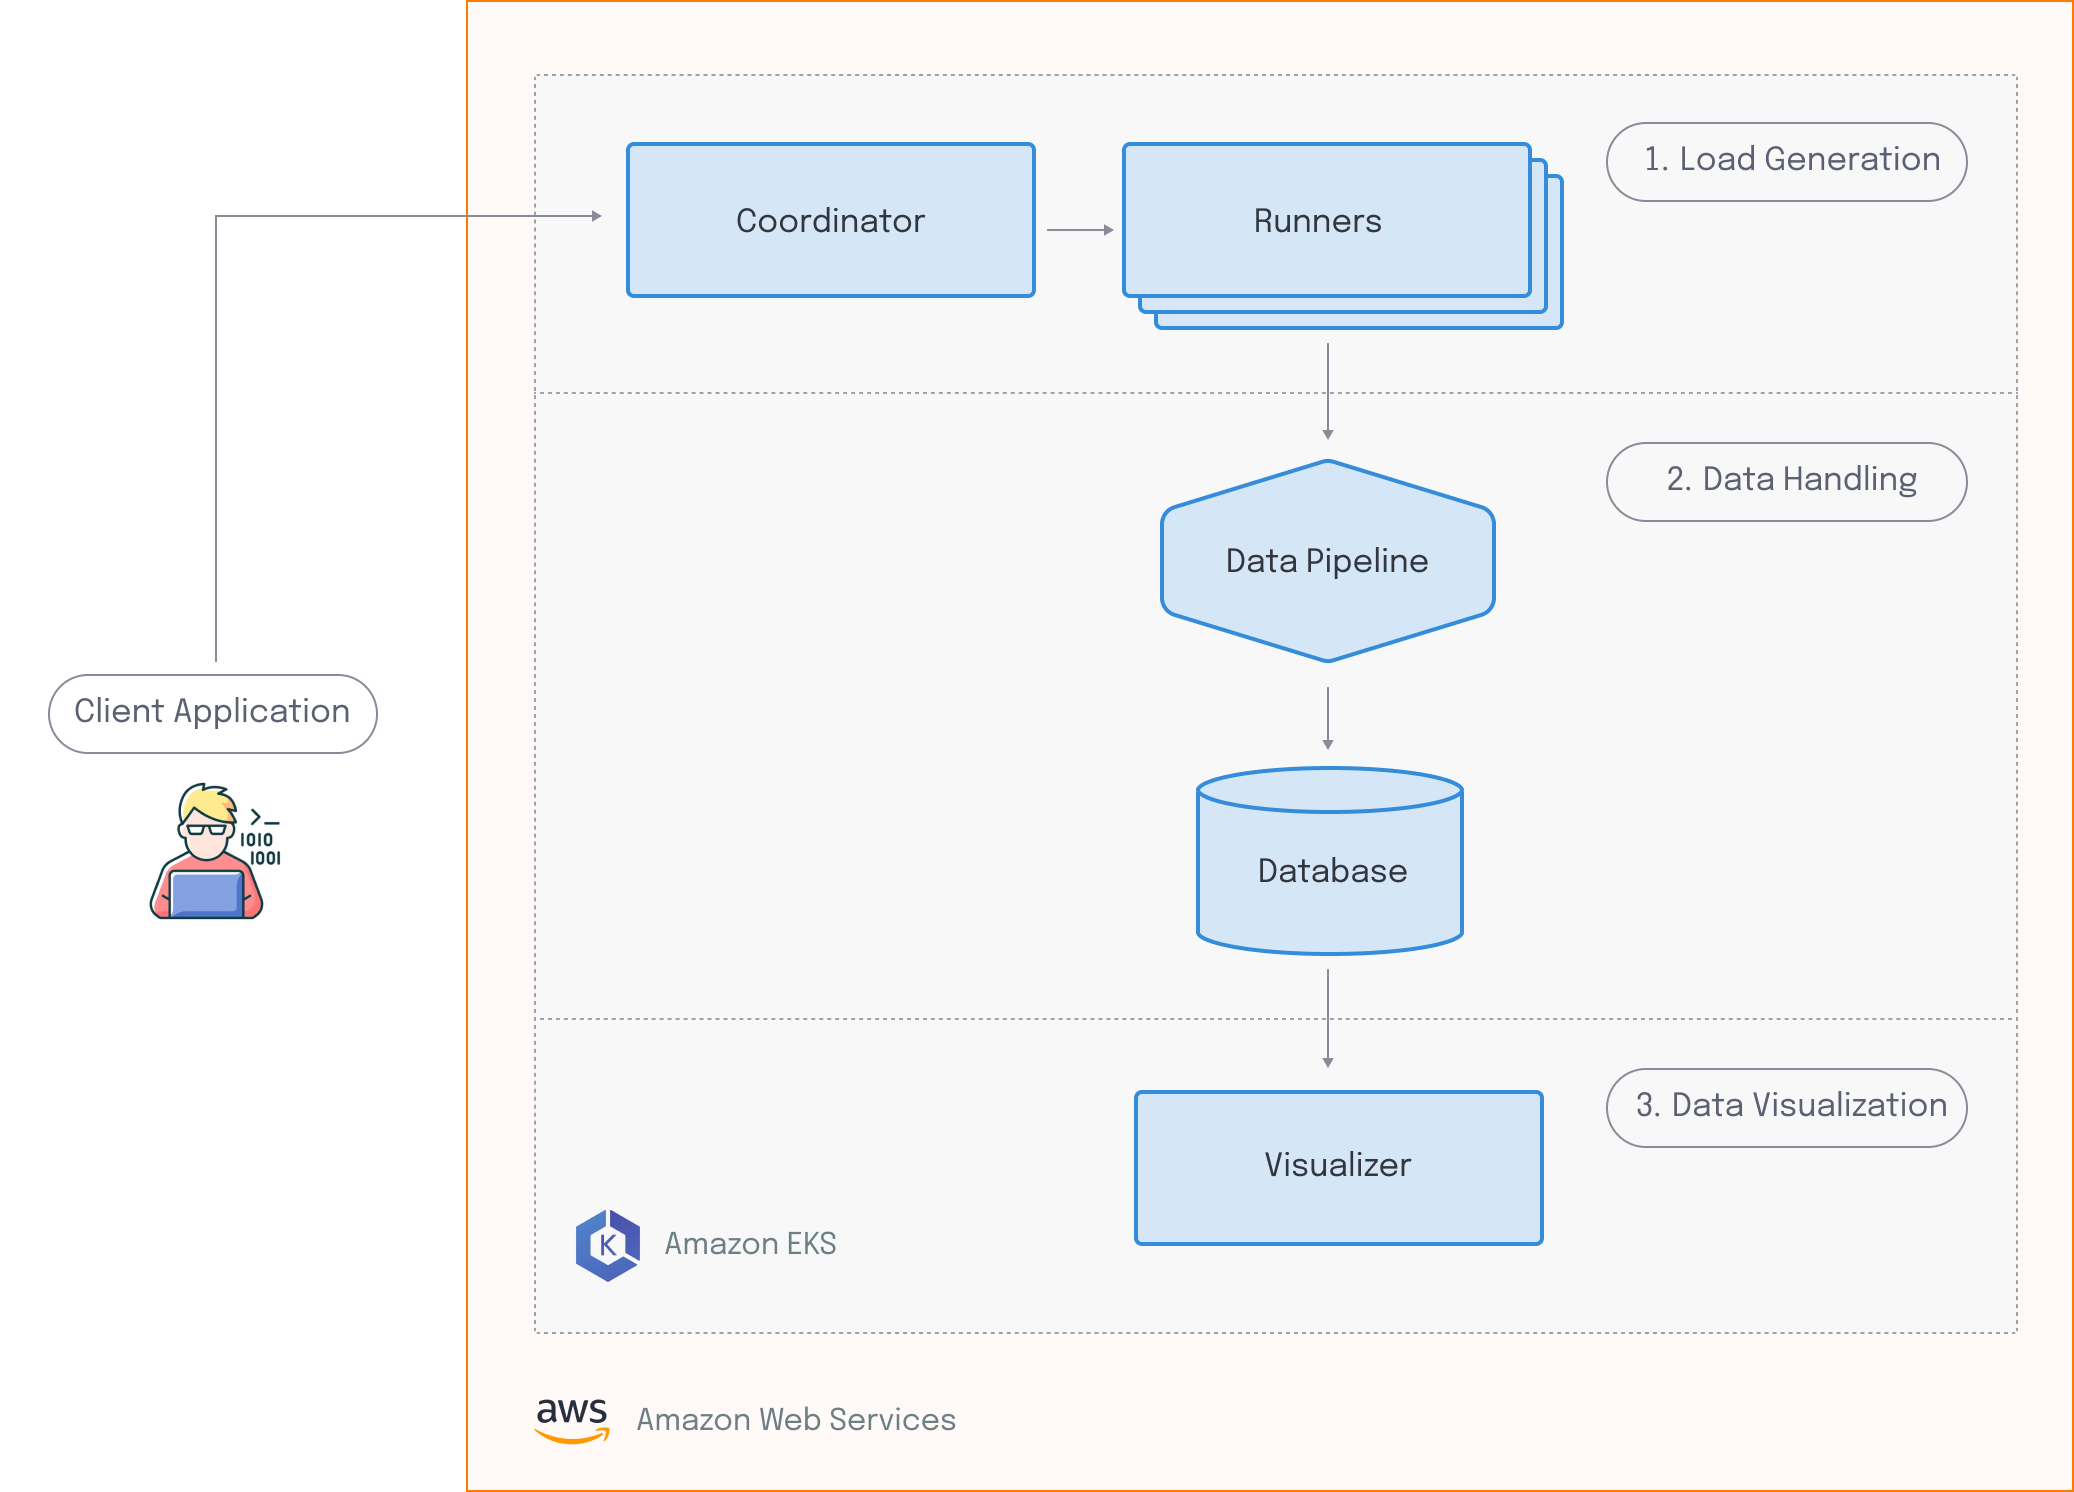 Coordinator
Runners
1. Load Generation
2. Data Handling
Data Pipeline
Client Application
>_
1010
1001
Database
3. Data Visualization
Visualizer
K
Amazon EKS
aws
Amazon Web Services